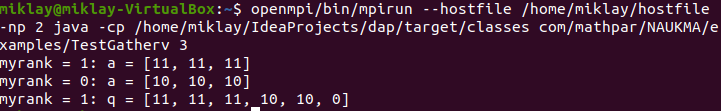 miklay@miklay-VirtualBox:~$ openmpi/bin/mpirun --hostfile /home/miklay/hostfile
-np 2 java -cp /home/miklay/IdeaProjects/dap/target/classes com/mathpar/NAUKMA/e
xamples/TestGatherv 3
myrank = 1: a = [11, 11, 11]
myrank = 0: a = [10, 10, 10]
myrank = 1: q = [11, 11, 11, 10, 10, 0]